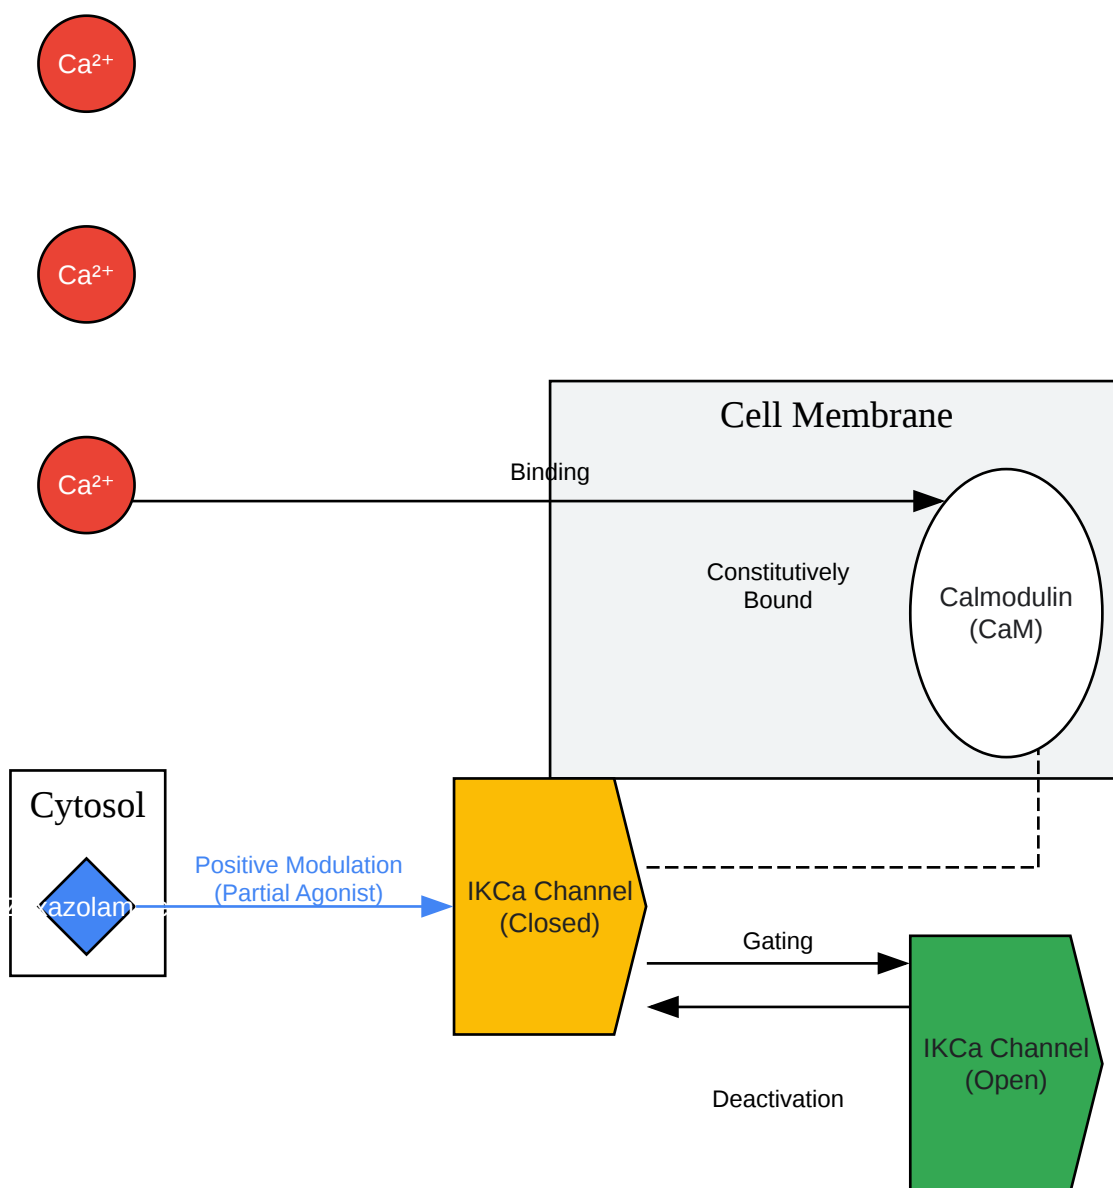 Ca²⁺
Ca²⁺
Cell Membrane
Ca²⁺
Binding
Constitutively
Bound
Calmodulin
(CaM)
Cytosol
Positive Modulation
(Partial Agonist)
IKCa Channel
(Closed)
Gating
IKCa Channel
(Open)
Deactivation